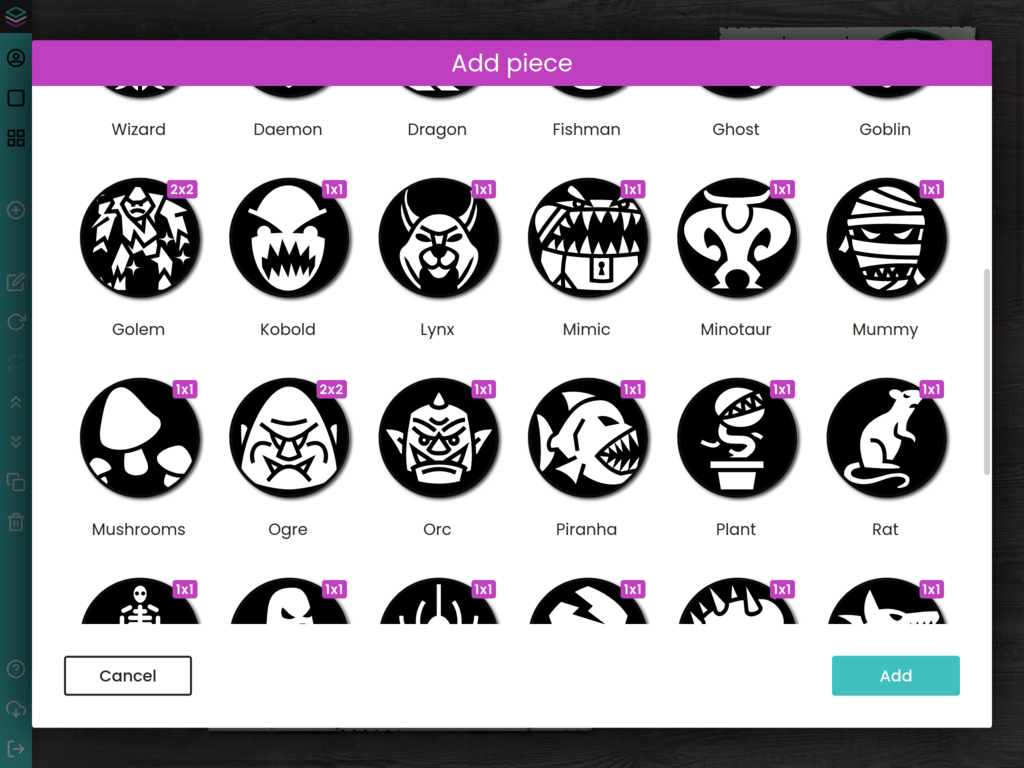 Add piece
Wizard Daemon Dragon Fishman Ghost Goblin
2x2 1x1 1x1 1x1 1x1 1x1
Golem Kobold Lynx Mimic Minotaur Mummy
1x1 2x2 1x1 1x1 1x1 1x1
Mushrooms Ogre Orc Piranha Plant Rat
1x1 1x1 1x1 1x1 1x1 1x1
Cancel Add